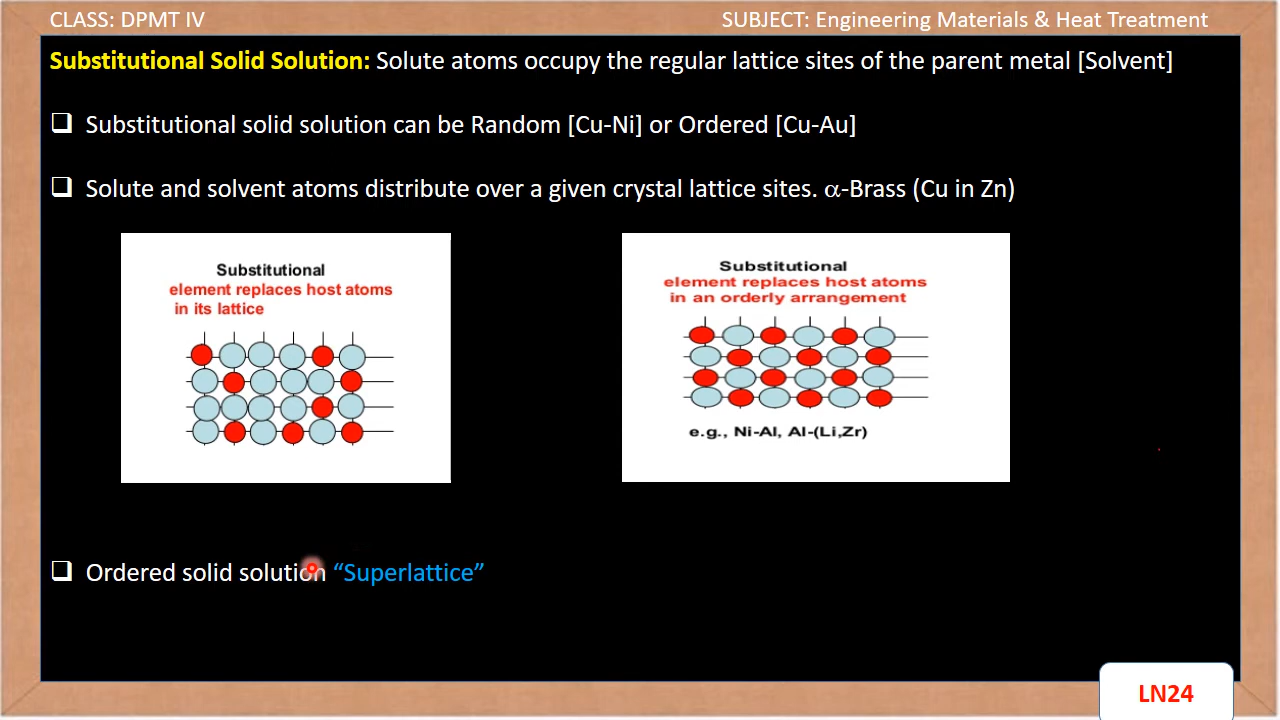 CLASS: DPMT IV
SUBJECT: Engineering Materials & Heat Treatment
Substitutional Solid Solution: Solute atoms occupy the regular lattice sites of the parent metal [Solvent]
❑ Substitutional solid solution can be Random [Cu-Ni] or Ordered [Cu-Au]
❑ Solute and solvent atoms distribute over a given crystal lattice sites. α-Brass (Cu in Zn)
Substitutional
element replaces host atoms
in its lattice
Substitutional
element replaces host atoms
in an orderly arrangement
e.g., Ni-Al, Al-(Li,Zr)
❑ Ordered solid solution “Superlattice”
LN24